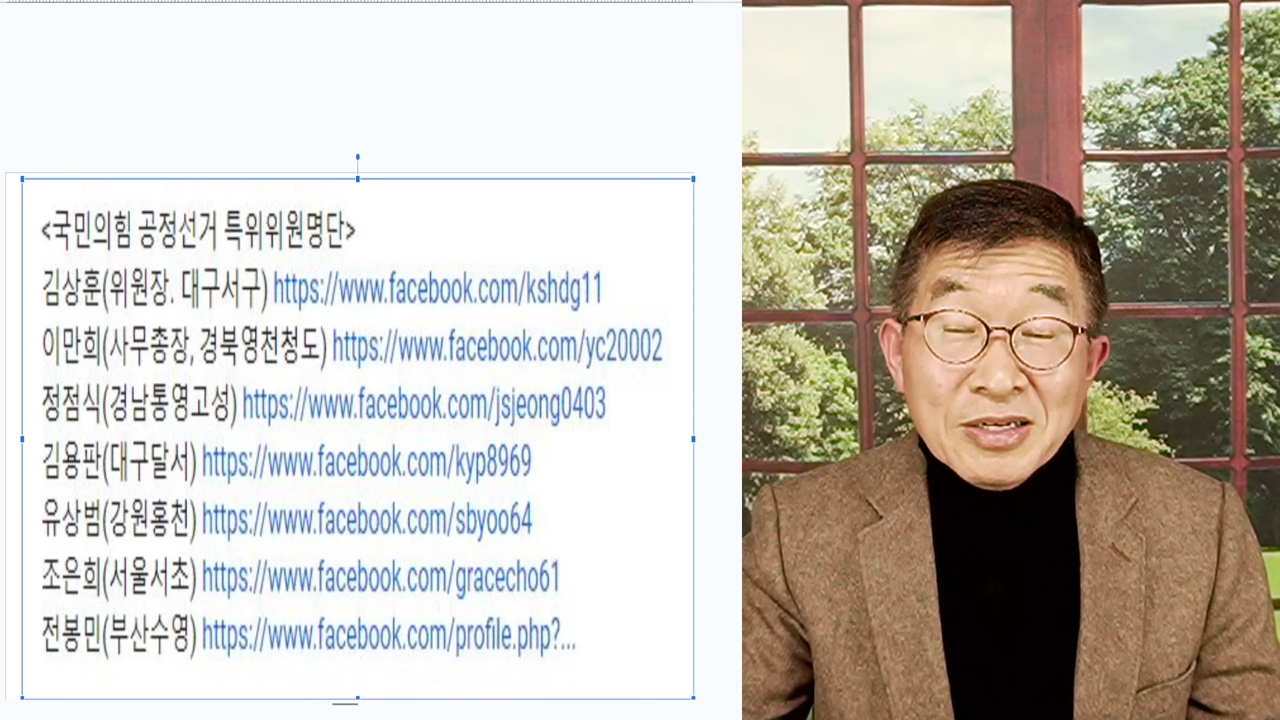 <국민의힘 공정선거 특위위원명단>
김상훈(위원장. 대구서구) https://www.facebook.com/kshdg11
이만희(사무총장, 경북영천청도) https://www.facebook.com/yc20002
정점식(경남통영고성) https://www.facebook.com/jsjeong0403
김용판(대구달서) https://www.facebook.com/kyp8969
유상범(강원홍천) https://www.facebook.com/sbyoo64
조은희(서울서초) https://www.facebook.com/gracecho61
전봉민(부산수영) https://www.facebook.com/profile.php?...